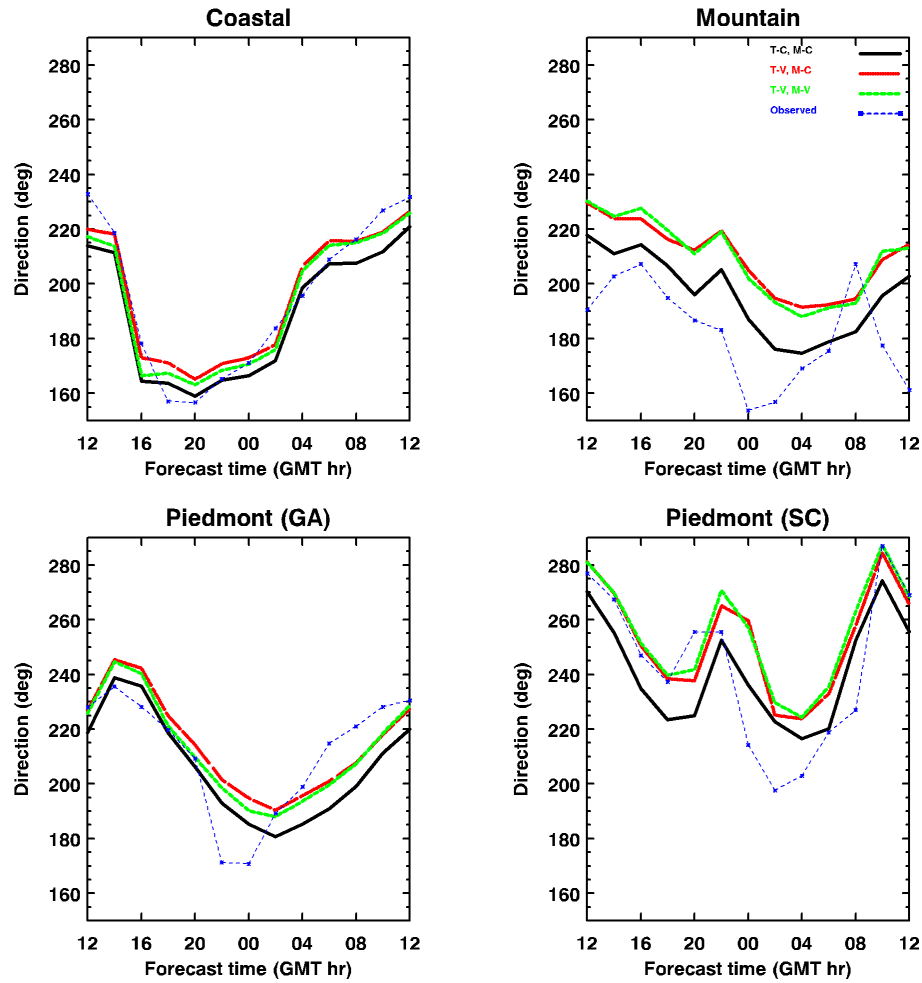 Coastal
Direction (deg)
280
260
240
220
200
180
160
12 16 20 00 04 08 12
Forecast time (GMT hr)
Mountain
T-C, M-C
T-V, M-C
T-V, M-V
Observed
Direction (deg)
280
260
240
220
200
180
160
12 16 20 00 04 08 12
Forecast time (GMT hr)
Piedmont (GA)
Direction (deg)
280
260
240
220
200
180
160
12 16 20 00 04 08 12
Forecast time (GMT hr)
Piedmont (SC)
Direction (deg)
280
260
240
220
200
180
160
12 16 20 00 04 08 12
Forecast time (GMT hr)